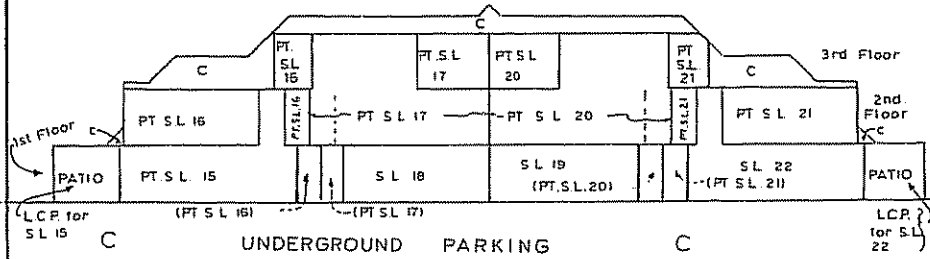 C
PT. S.L. 16
PT. S.L. 17
PT S.L 20
PT S.L. 21
3rd Floor
C
C
PT S.L. 16
PT. S.L. 16
PT S.L. 17
PT S.L. 20
PT. S.L. 21
PT S.L. 21
2nd. Floor
1st Floor
C
C
PATIO
PT. S.L. 15
S L 18
S L 19
(PT. S.L. 20)
S L 22
(PT S.L. 21)
PATIO
(PT S L 16)
(PT S L 17)
L.C.P. for S L 15
L.C.P. for S.L. 22
C
UNDERGROUND PARKING
C